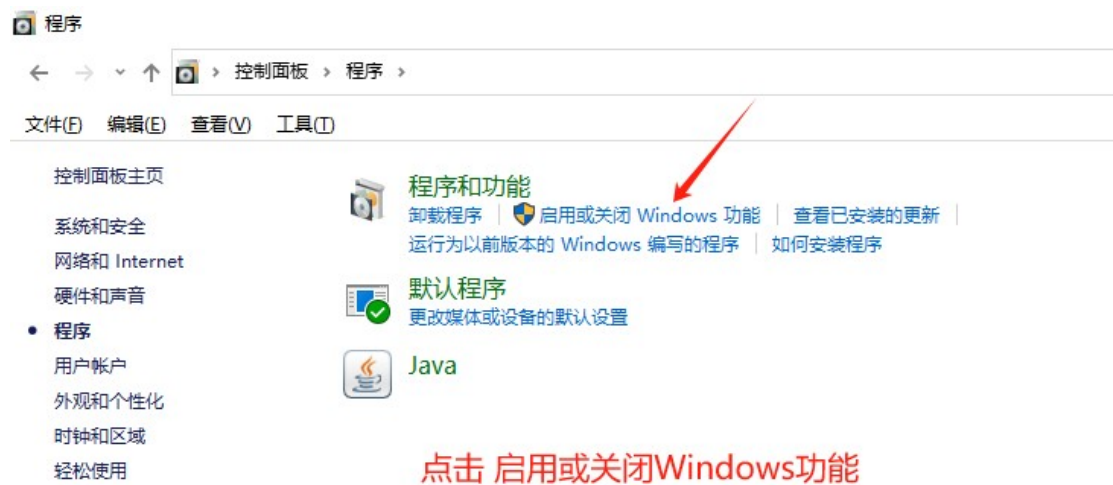 程序
控制面板 › 程序 ›
文件(F) 编辑(E) 查看(V) 工具(T)
控制面板主页
系统和安全
网络和 Internet
硬件和声音
程序
用户帐户
外观和个性化
时钟和区域
轻松使用
程序和功能
卸载程序 启用或关闭 Windows 功能 查看已安装的更新
运行为以前版本的 Windows 编写的程序 如何安装程序
默认程序
更改媒体或设备的默认设置
Java
点击 启用或关闭Windows功能